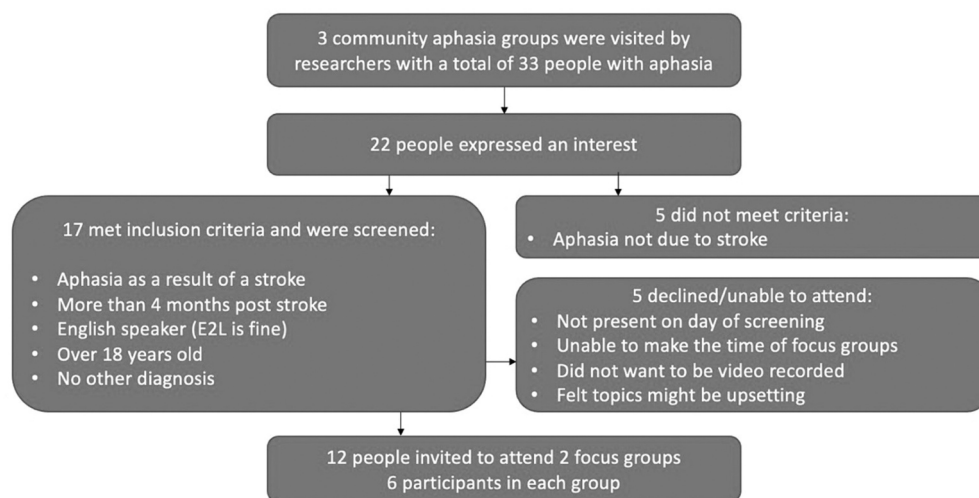 3 community aphasia groups were visited by
researchers with a total of 33 people with aphasia
22 people expressed an interest
17 met inclusion criteria and were screened:
• Aphasia as a result of a stroke
• More than 4 months post stroke
• English speaker (E2L is fine)
• Over 18 years old
• No other diagnosis
5 did not meet criteria:
• Aphasia not due to stroke
5 declined/unable to attend:
• Not present on day of screening
• Unable to make the time of focus groups
• Did not want to be video recorded
• Felt topics might be upsetting
12 people invited to attend 2 focus groups
6 participants in each group